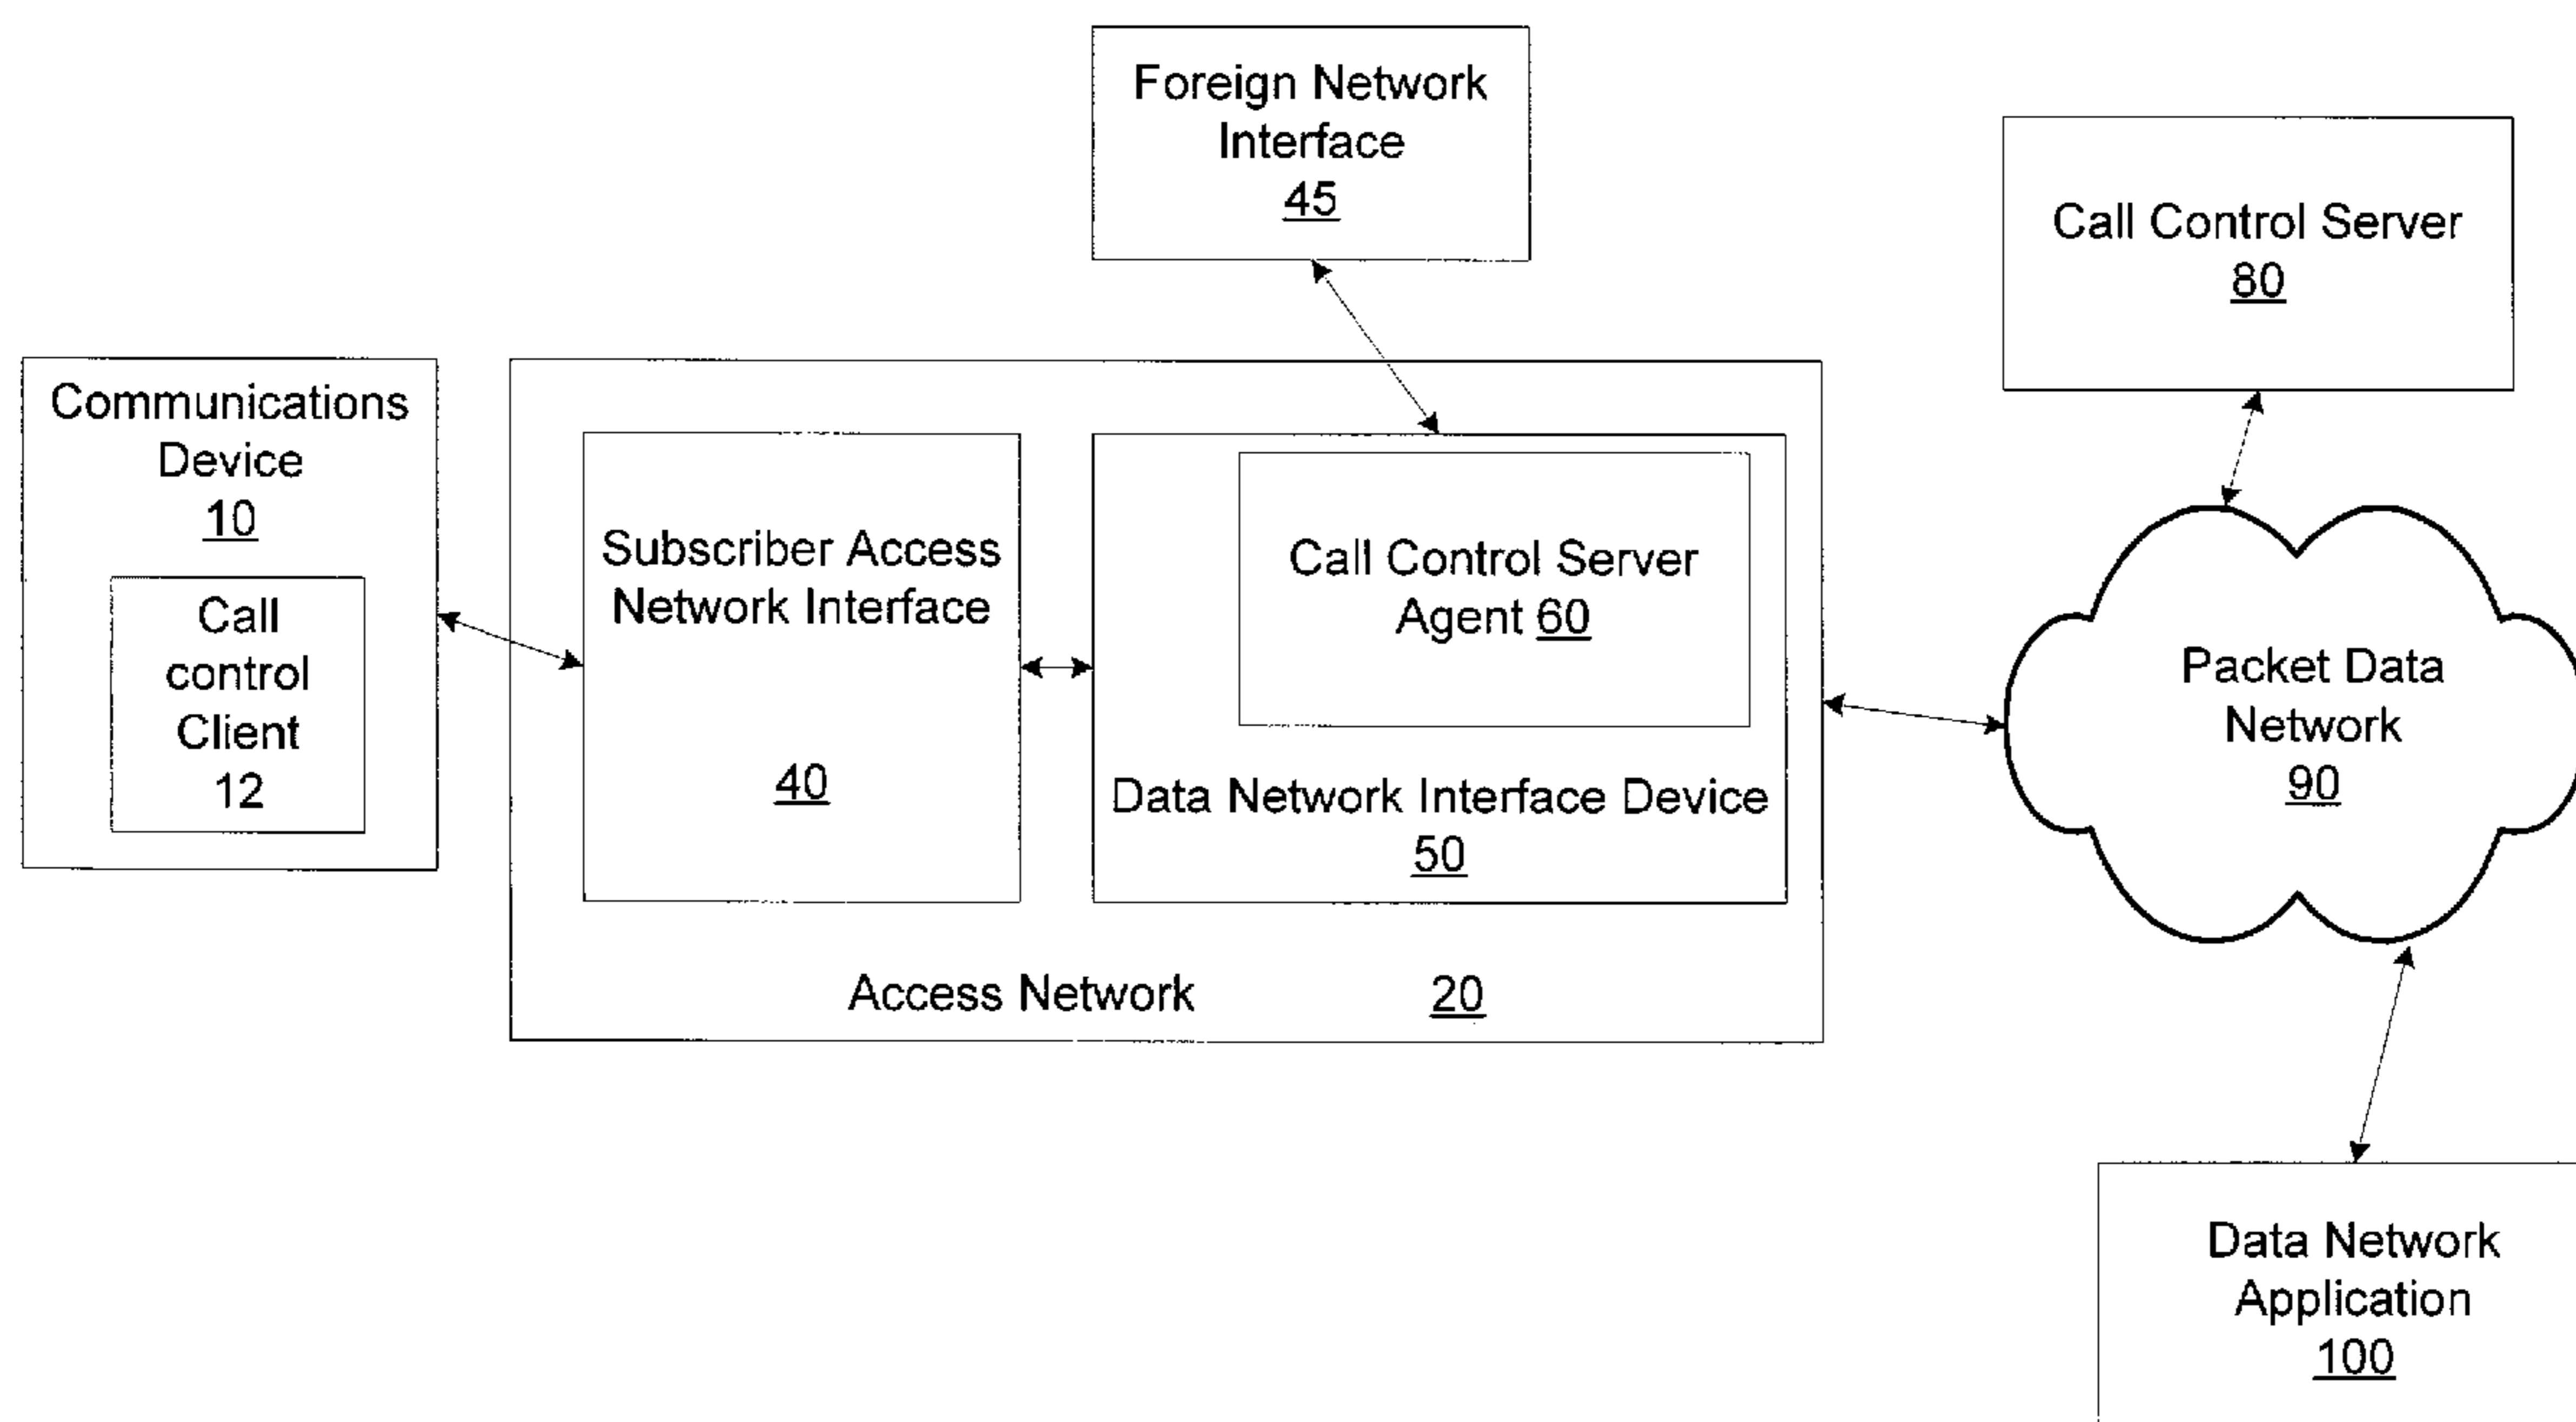 Foreign Network
Interface
45
Call Control Server
80
Communications
Device
10
Call
control
Client
12
Subscriber Access
Network Interface
40
Call Control Server
Agent 60
Data Network Interface Device
50
Access Network 20
Packet Data
Network
90
Data Network
Application
100